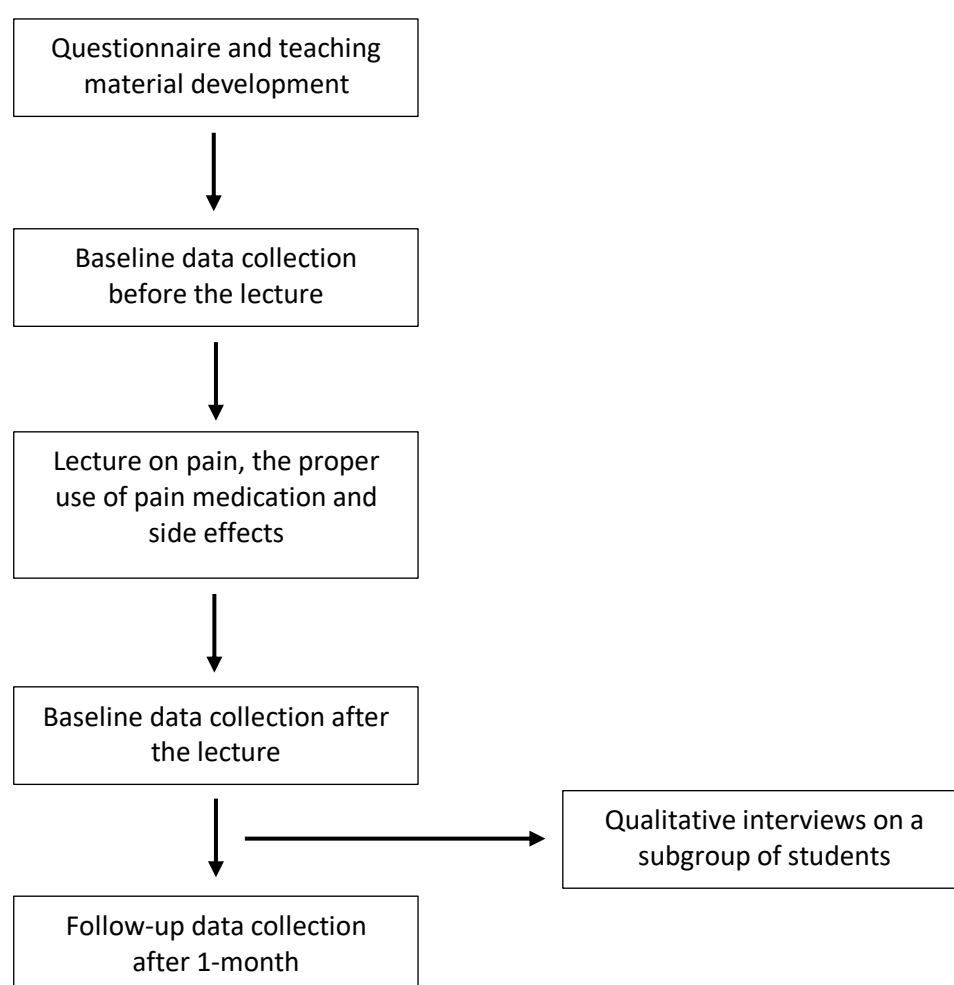 Questionnaire and teaching
material development
Baseline data collection
before the lecture
Lecture on pain, the proper
use of pain medication and
side effects
Baseline data collection after
the lecture
Qualitative interviews on a
subgroup of students
Follow-up data collection
after 1-month